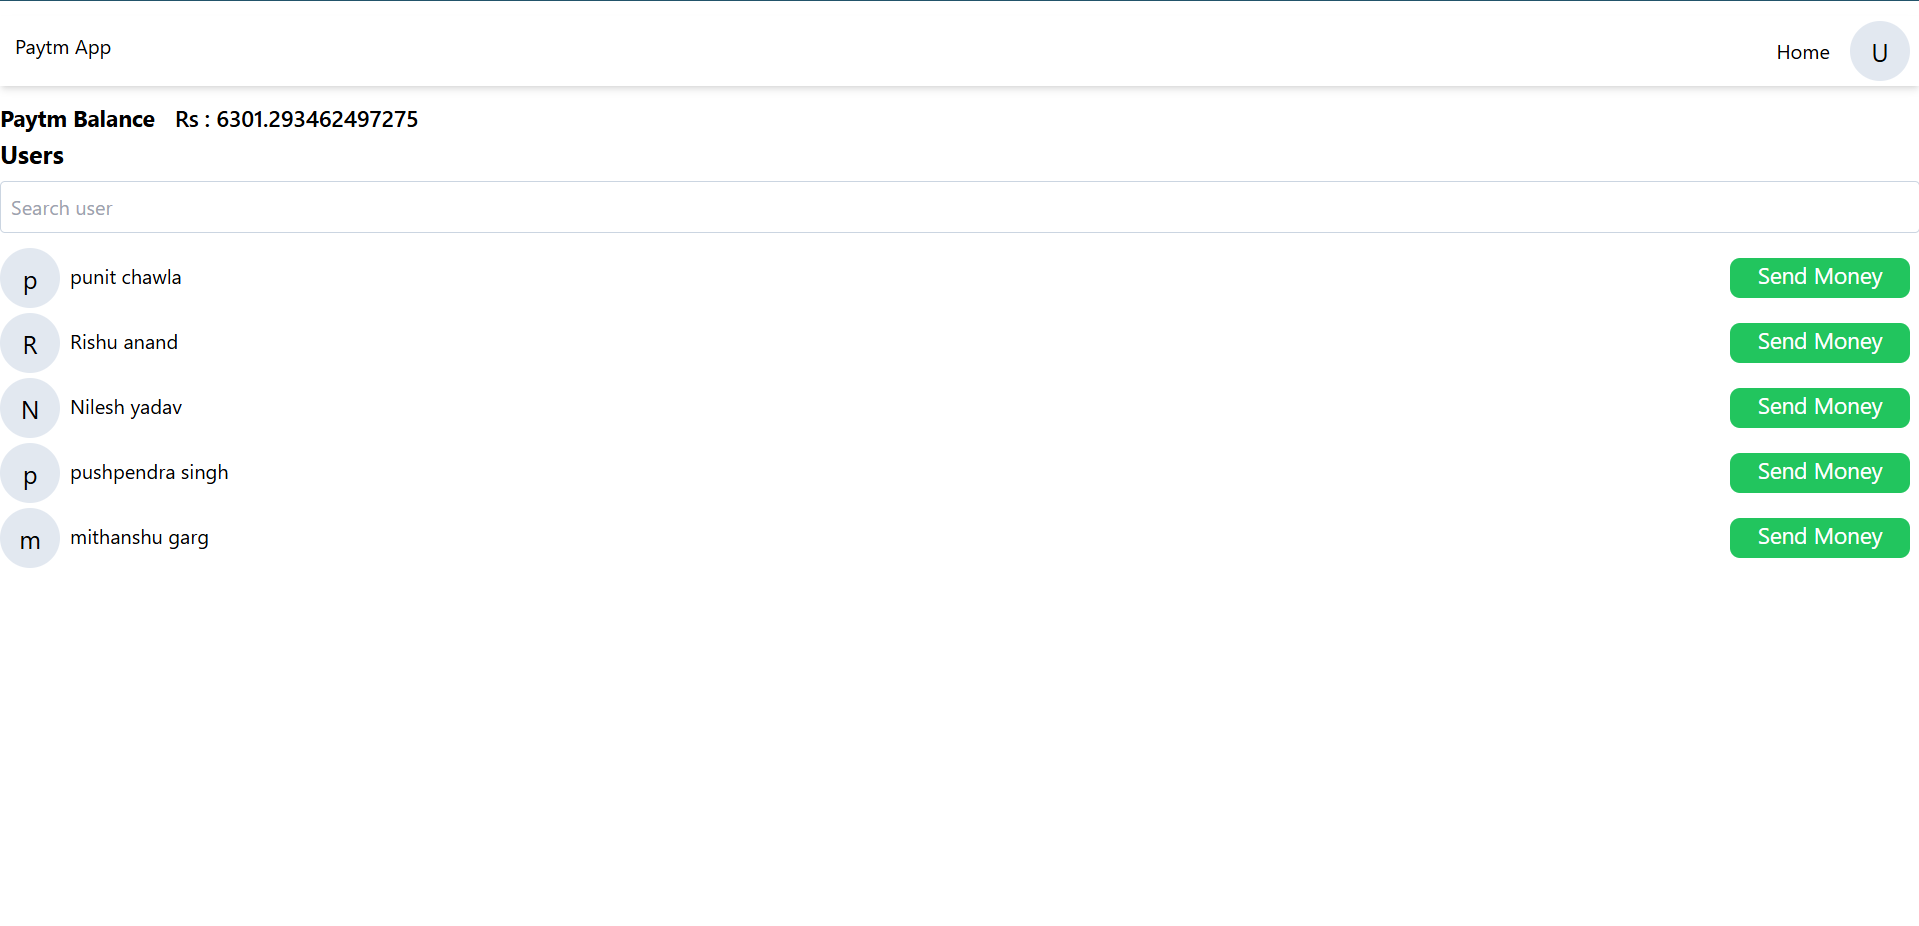 Paytm App
Home U
Paytm Balance Rs : 6301.293462497275
Users
Search user
p punit chawla Send Money
R Rishu anand Send Money
N Nilesh yadav Send Money
p pushpendra singh Send Money
m mithanshu garg Send Money